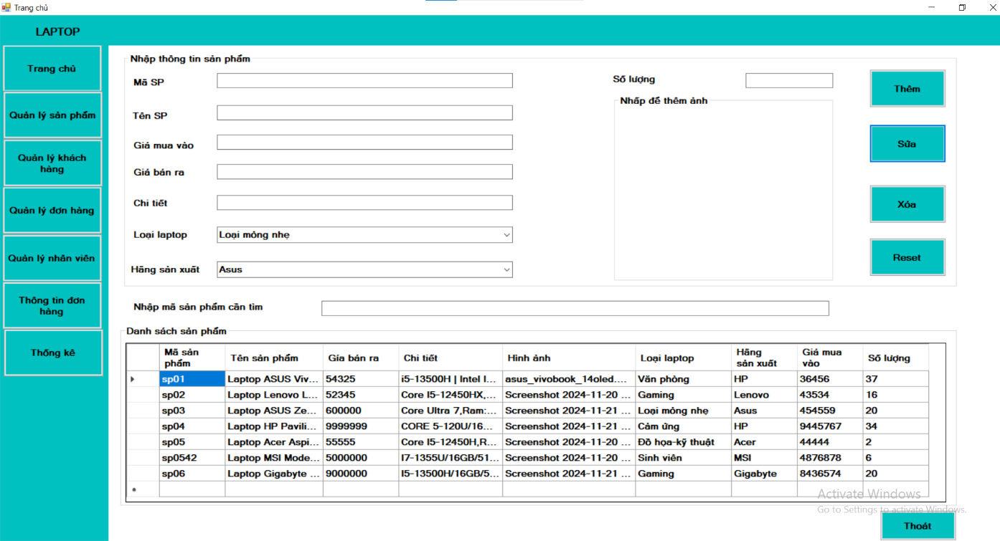 Trang chủ
LAPTOP
Trang chủ
Quản lý sản phẩm
Quản lý khách
hàng
Quản lý đơn hàng
Quản lý nhân viên
Thông tin đơn
hàng
Thống kê
Nhập thông tin sản phẩm
Mã SP
Tên SP
Giá mua vào
Giá bán ra
Chi tiết
Loại laptop
Loại mỏng nhẹ
Hãng sản xuất
Asus
Số lượng
Nhấp để thêm ảnh
Thêm
Sửa
Xóa
Reset
Nhập mã sản phẩm cần tìm
Danh sách sản phẩm
Mã sản phẩm Tên sản phẩm Gía bán ra Chi tiết Hình ảnh Loại laptop Hãng sản xuất Giá mua vào Số lượng
sp01 Laptop ASUS Viv... 54325 i5-13500H | Intel I... asus_vivobook_14oled.... Văn phòng HP 36456 37
sp02 Laptop Lenovo L... 52345 Core I5-12450HX,... Screenshot 2024-11-20 ... Gaming Lenovo 43534 16
sp03 Laptop ASUS Ze... 600000 Core Ultra 7,Ram:... Screenshot 2024-11-21 ... Loại mỏng nhẹ Asus 454559 20
sp04 Laptop HP Pavili... 9999999 CORE 5-120U/16... Screenshot 2024-11-21 ... Cảm ứng HP 9445767 34
sp05 Laptop Acer Aspi... 55555 Core I5-12450H,R... Screenshot 2024-11-20 ... Đồ họa-kỹ thuật Acer 44444 2
sp0542 Laptop MSI Mode... 5000000 I7-1355U/16GB/51... Screenshot 2024-11-20 ... Sinh viên MSI 4876878 6
sp06 Laptop Gigabyte ... 9000000 I5-13500H/16GB/5... Screenshot 2024-11-21 ... Gaming Gigabyte 8436574 20
Activate Windows
Go to Settings to activate Windows.
Thoát